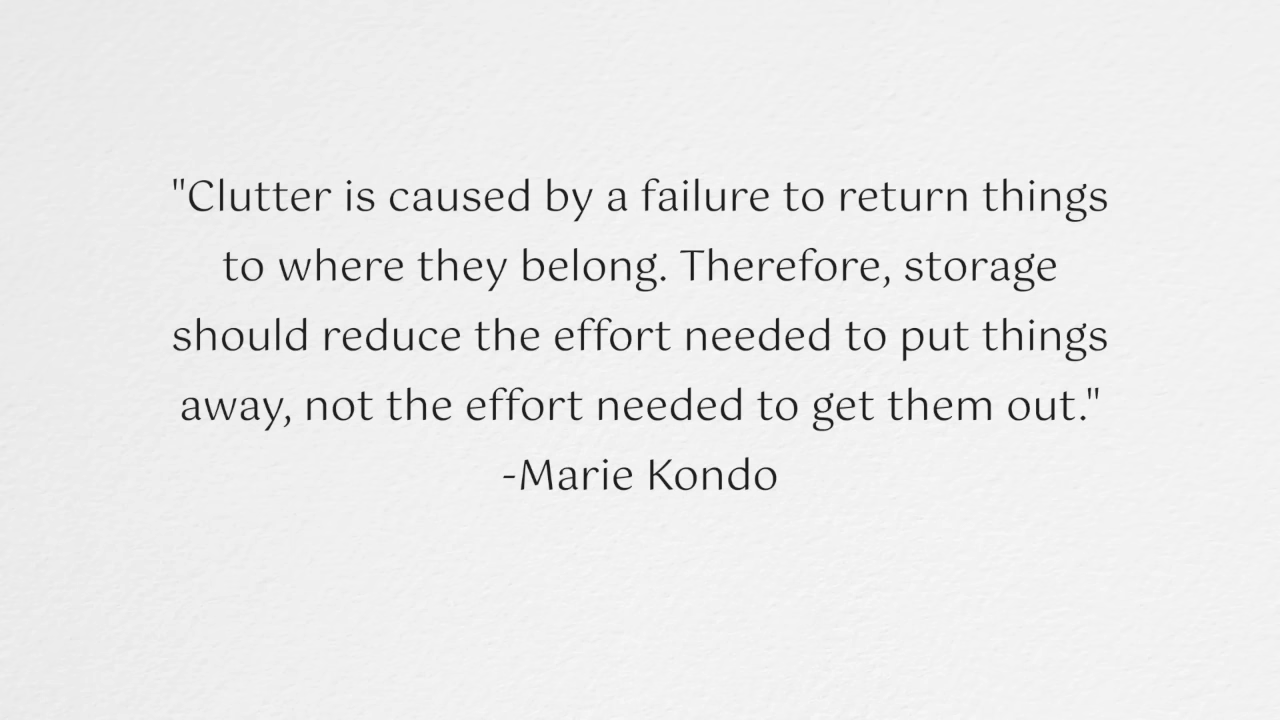 "Clutter is caused by a failure to return things
to where they belong. Therefore, storage
should reduce the effort needed to put things
away, not the effort needed to get them out."
-Marie Kondo